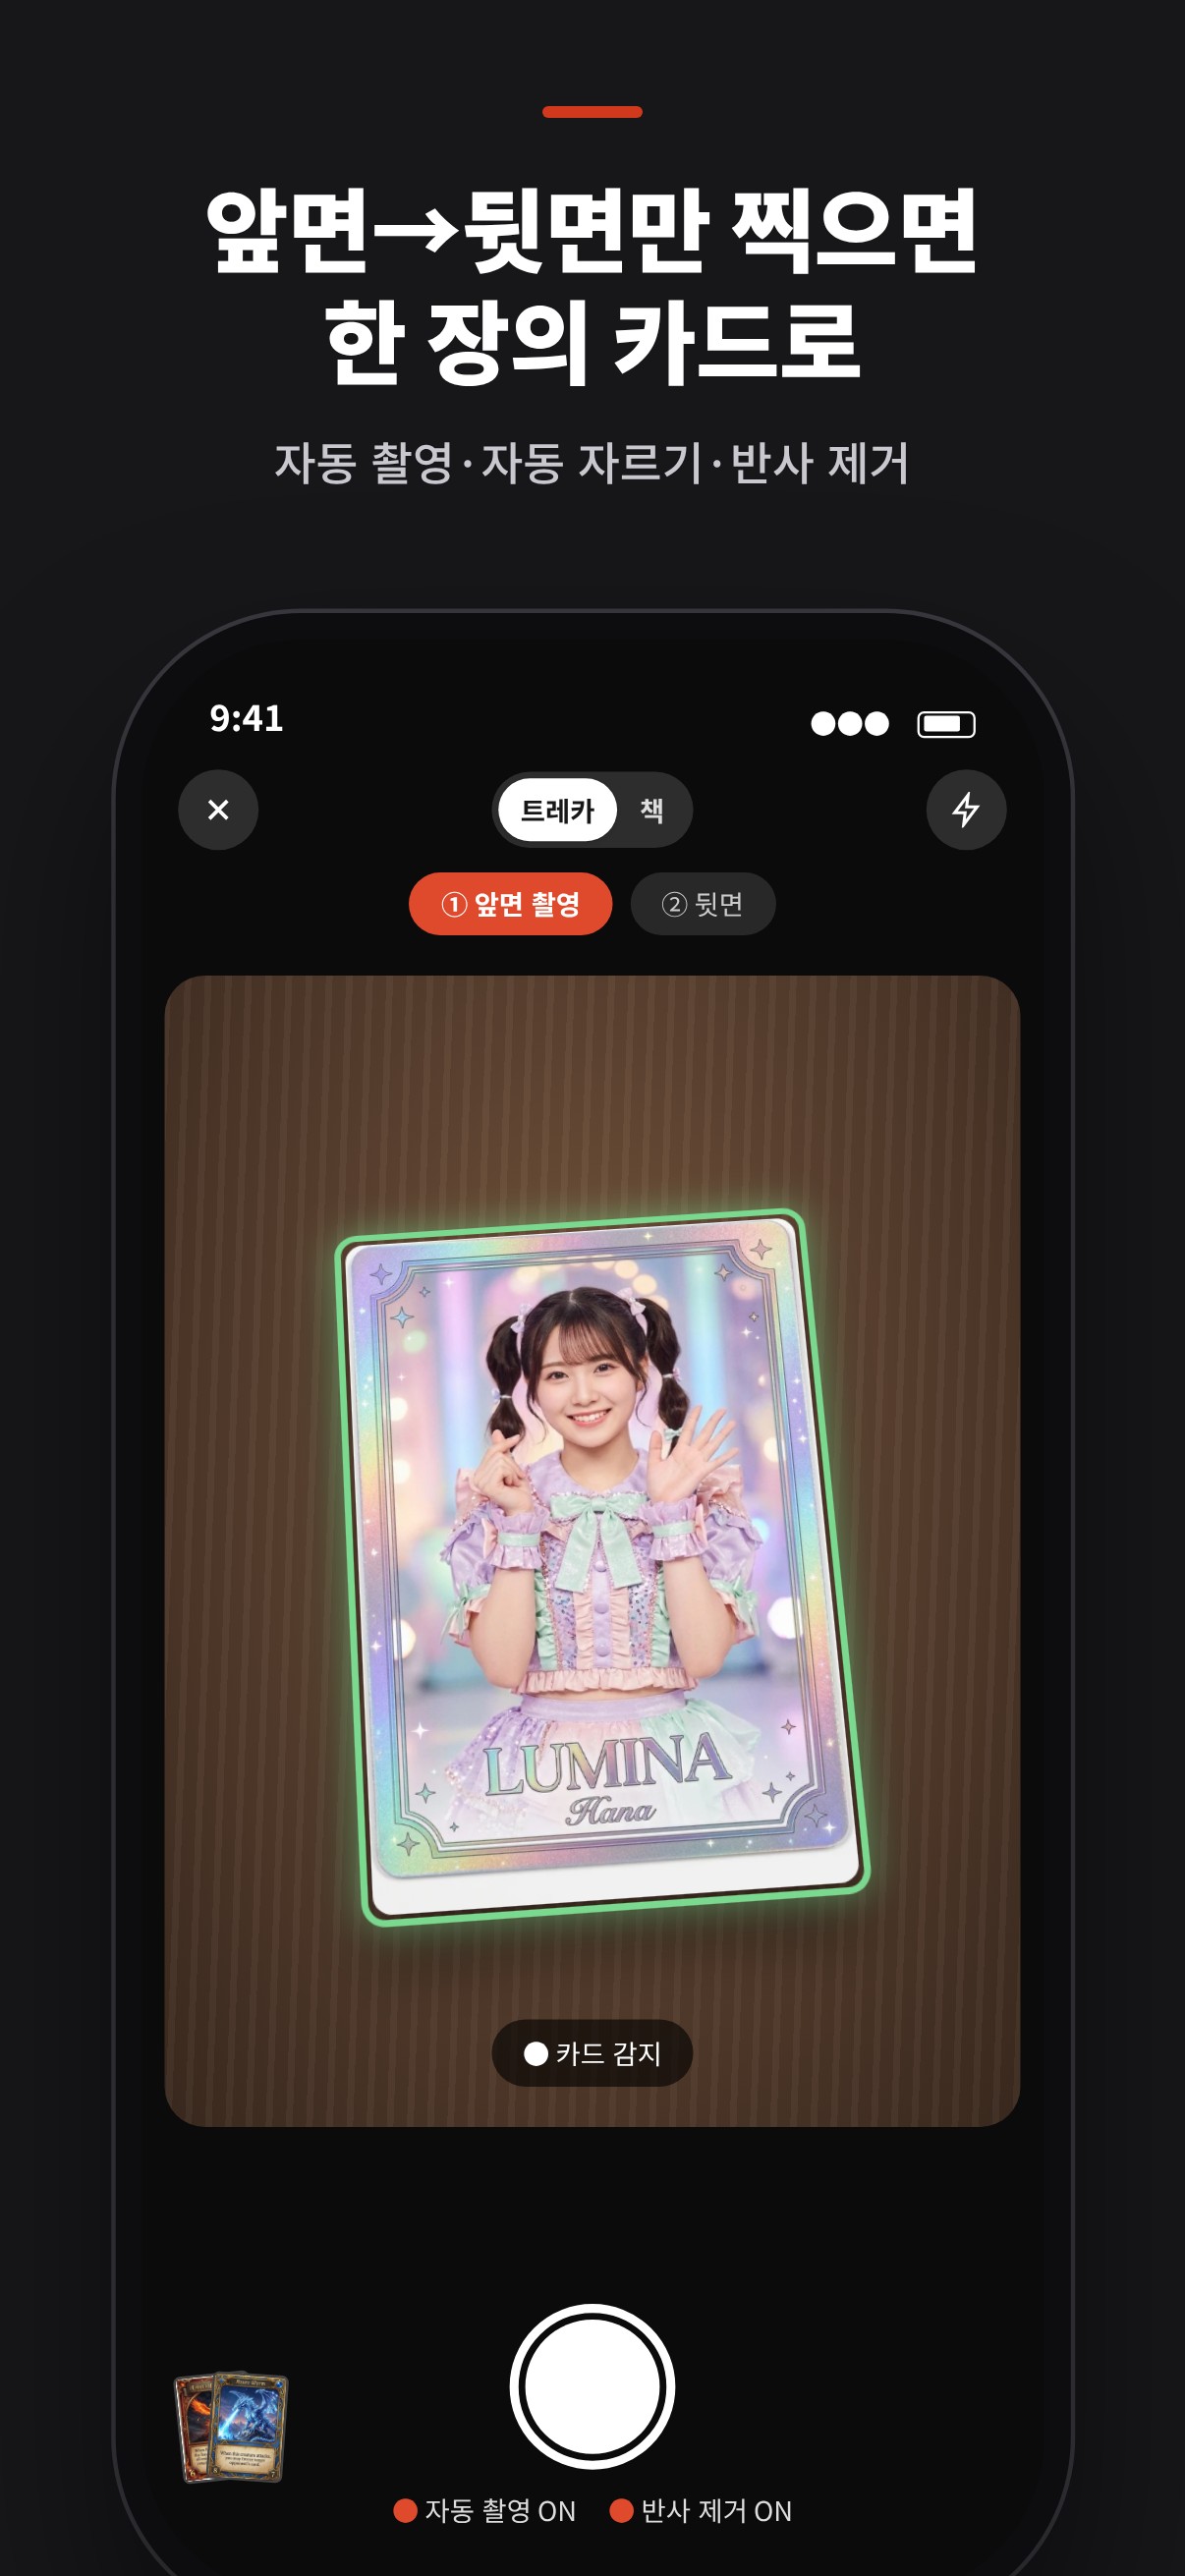 앞면→뒷면만 찍으면
한 장의 카드로
자동 촬영·자동 자르기·반사 제거
9:41
트레카 책
① 앞면 촬영 ② 뒷면
LUMINA
Hana
카드 감지
자동 촬영 ON 반사 제거 ON